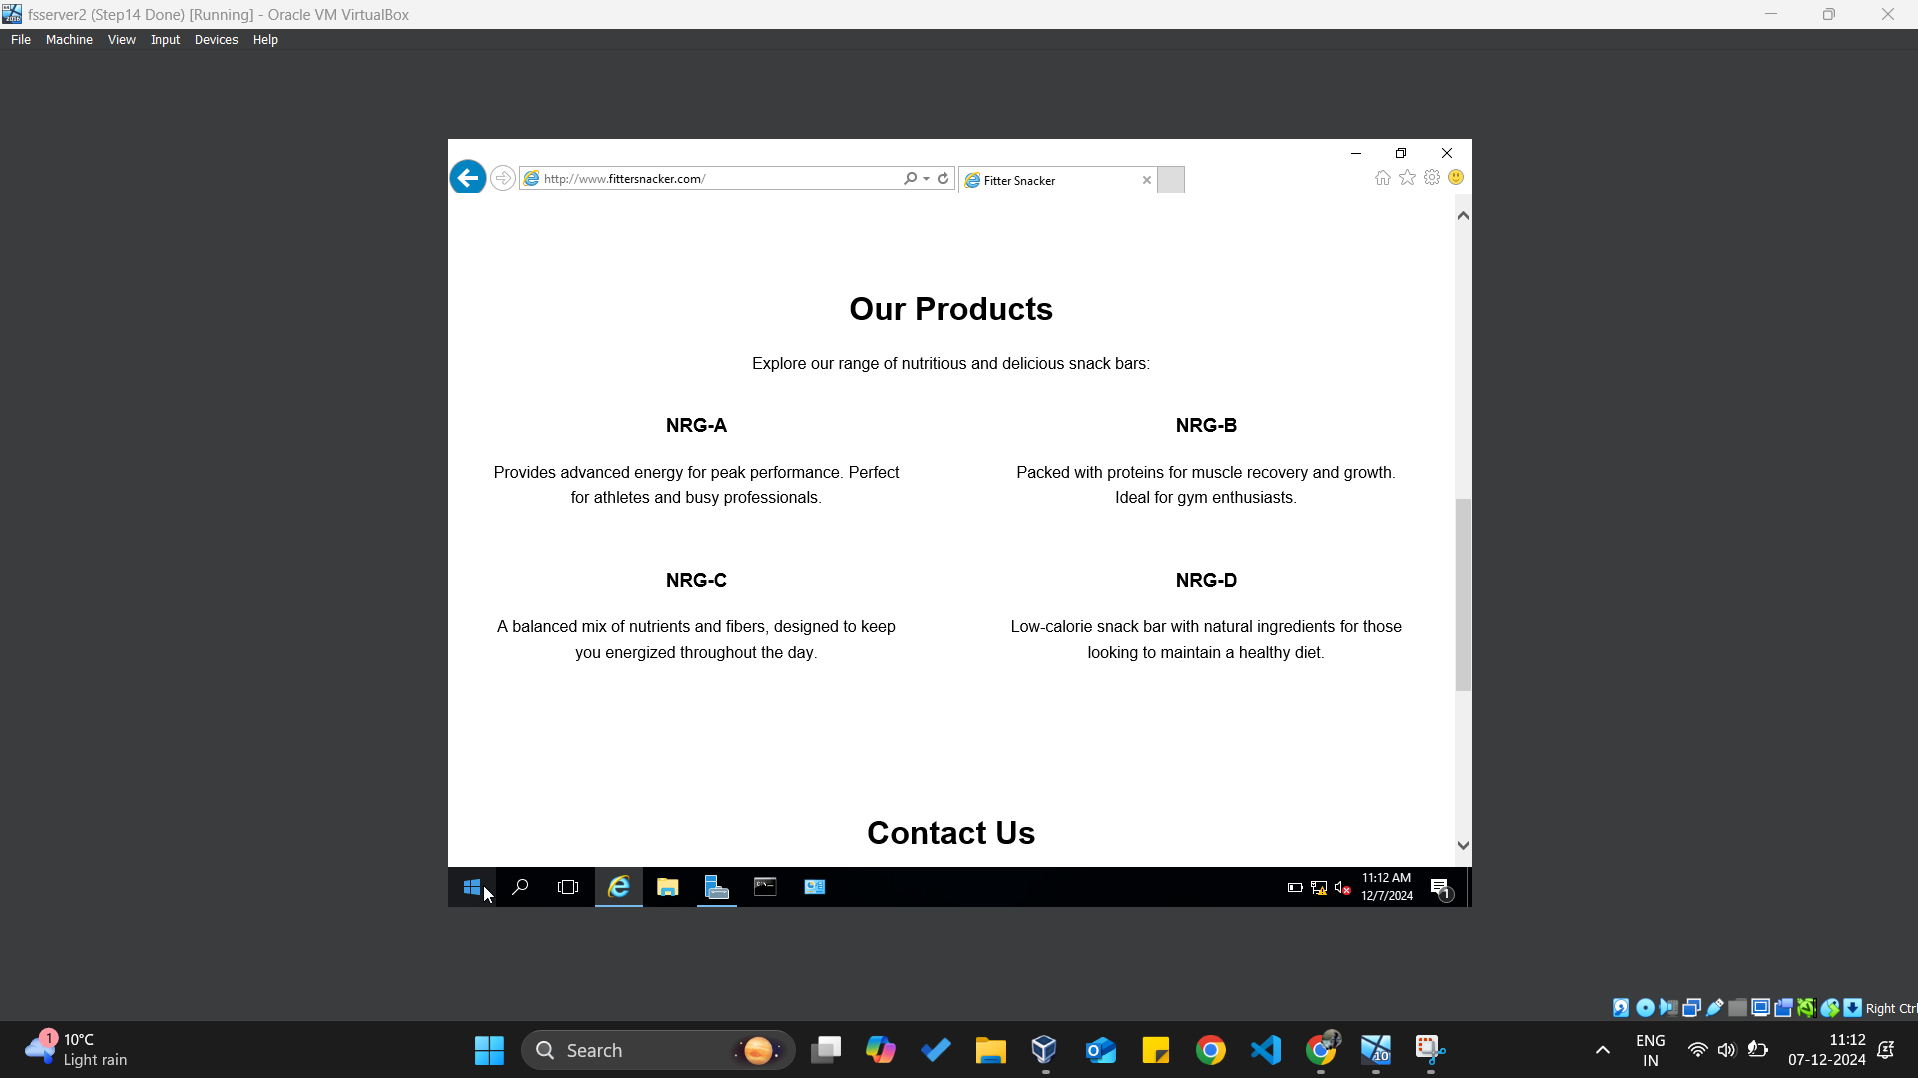 fsserver2 (Step14 Done) [Running] - Oracle VM VirtualBox
File Machine View Input Devices Help
http://www.fittersnacker.com/
Fitter Snacker
Our Products
Explore our range of nutritious and delicious snack bars:
NRG-A
Provides advanced energy for peak performance. Perfect
for athletes and busy professionals.
NRG-B
Packed with proteins for muscle recovery and growth.
Ideal for gym enthusiasts.
NRG-C
A balanced mix of nutrients and fibers, designed to keep
you energized throughout the day.
NRG-D
Low-calorie snack bar with natural ingredients for those
looking to maintain a healthy diet.
Contact Us
11:12 AM
12/7/2024
1
Right Ctrl
1
10°C
Light rain
Search
10
ENG
IN
11:12
07-12-2024